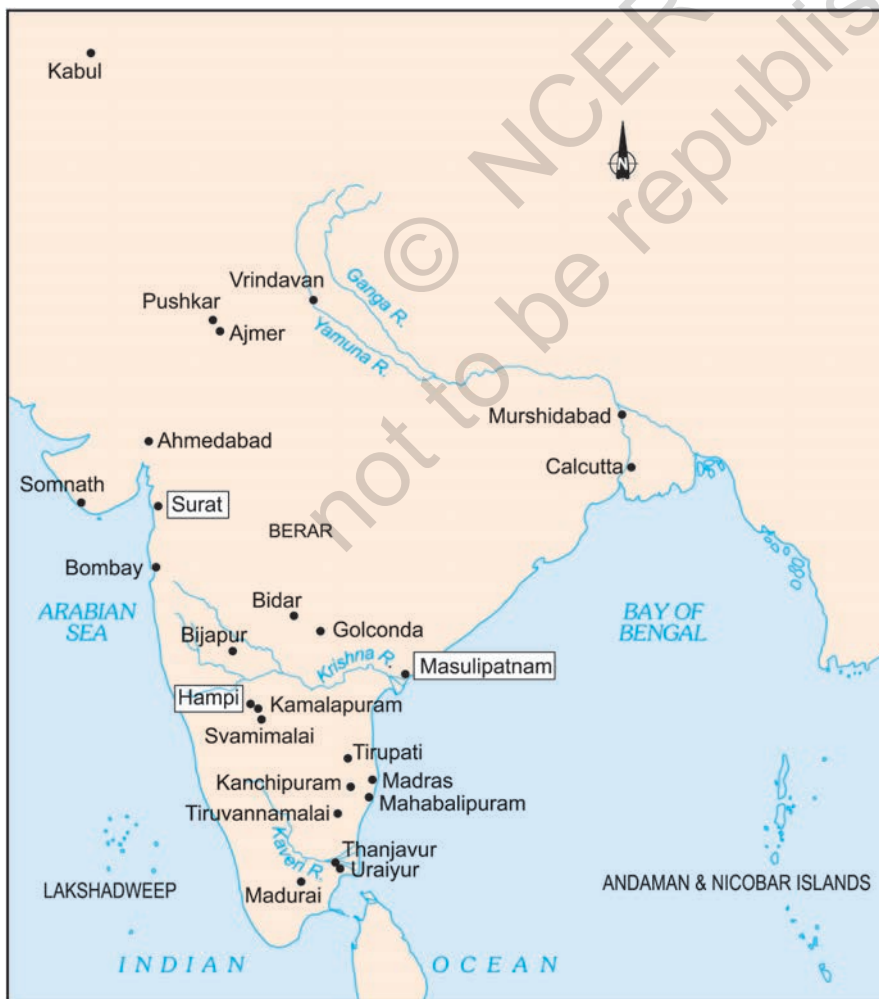 © NCER
not to be republis
Kabul
N
Vrindavan
Ganga R.
Pushkar
Ajmer
Yamuna R.
Murshidabad
Ahmedabad
Calcutta
Somnath
Surat
BERAR
Bombay
Bidar
ARABIAN
SEA
BAY OF
BENGAL
Golconda
Bijapur
Krishna R.
Masulipatnam
Hampi
Kamalapuram
Svamimalai
Tirupati
Kanchipuram
Madras
Mahabalipuram
Tiruvannamalai
Kaveri R.
Thanjavur
Uraiyur
LAKSHADWEEP
Madurai
ANDAMAN & NICOBAR ISLANDS
INDIAN OCEAN